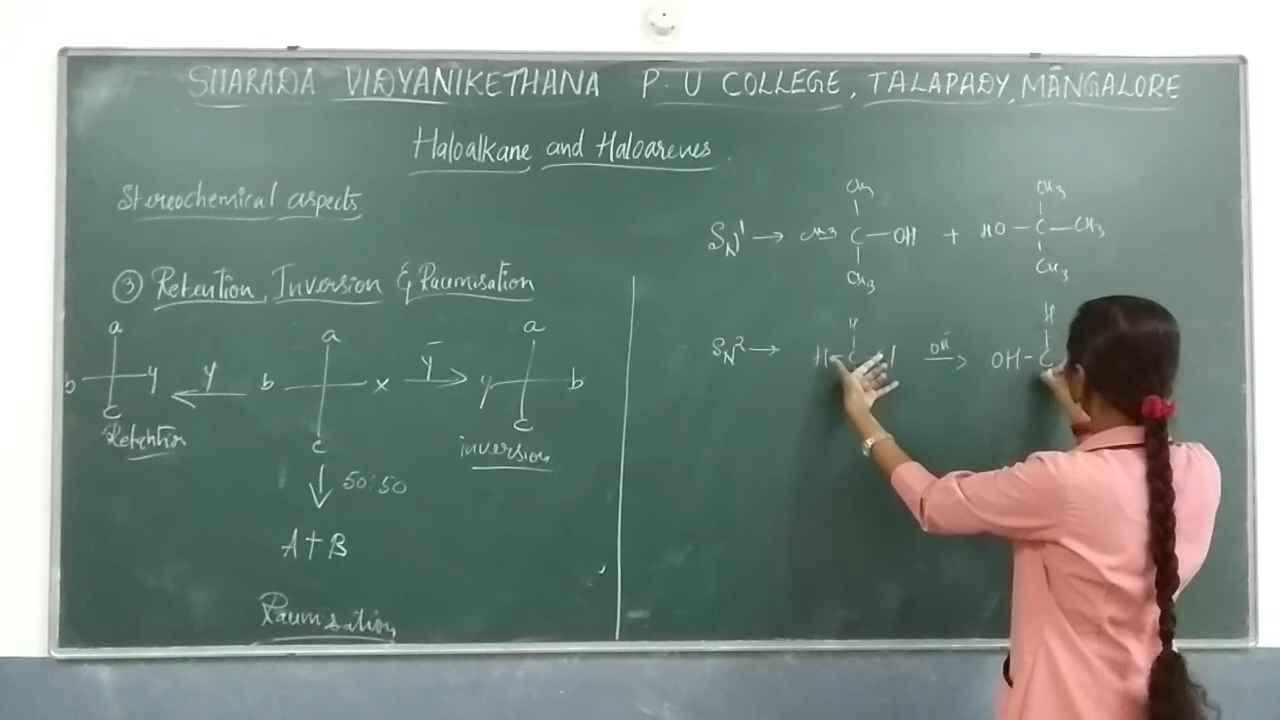 SHARADA VIDYANIKETHANA P.U COLLEGE, TALAPADY, MANGALORE
Haloalkane and Haloarenes
Stereochemical aspects
③ Retention, Inversion & Racemisation
a
b y
c
Retention
y
a
b x
c
y⁻
a
y b
c
inversion
50:50
A+B
Racemisation
SN1 → CH3 C—OH + HO—C—CH3
CH3 CH3
CH3 CH3
SN2 →
H C
OH⁻
H
OH-C